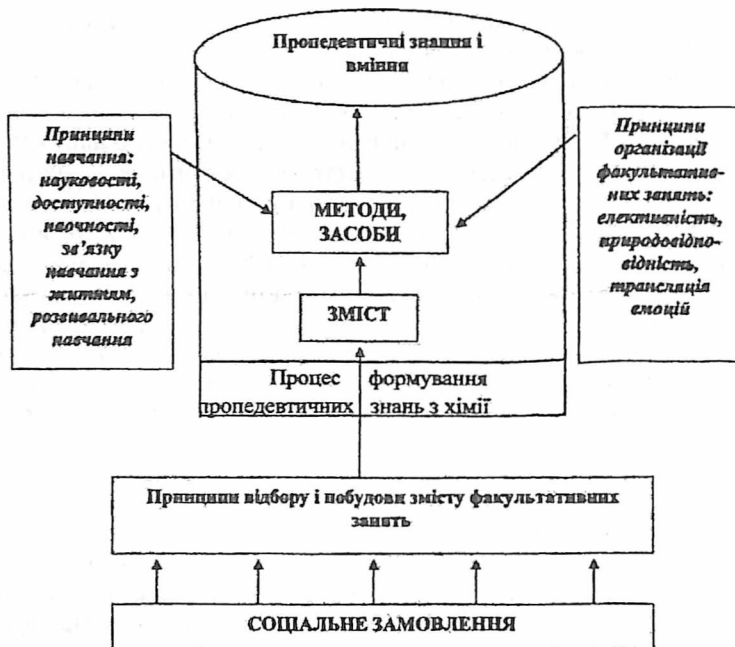 Пропедевтичні знання і
вміння
Принципи
навчання:
науковості,
доступності,
наочності,
зв'язку
навчання з
життям,
розвивального
навчання
МЕТОДИ,
ЗАСОБИ
Принципи
організації
факультатив-
них занять:
елективність,
природовідпо-
відність,
трансляція
емоцій
ЗМІСТ
Процес формування
пропедевтичних знань з хімії
Принципи відбору і побудови змісту факультативних
занять
СОЦІАЛЬНЕ ЗАМОВЛЕННЯ